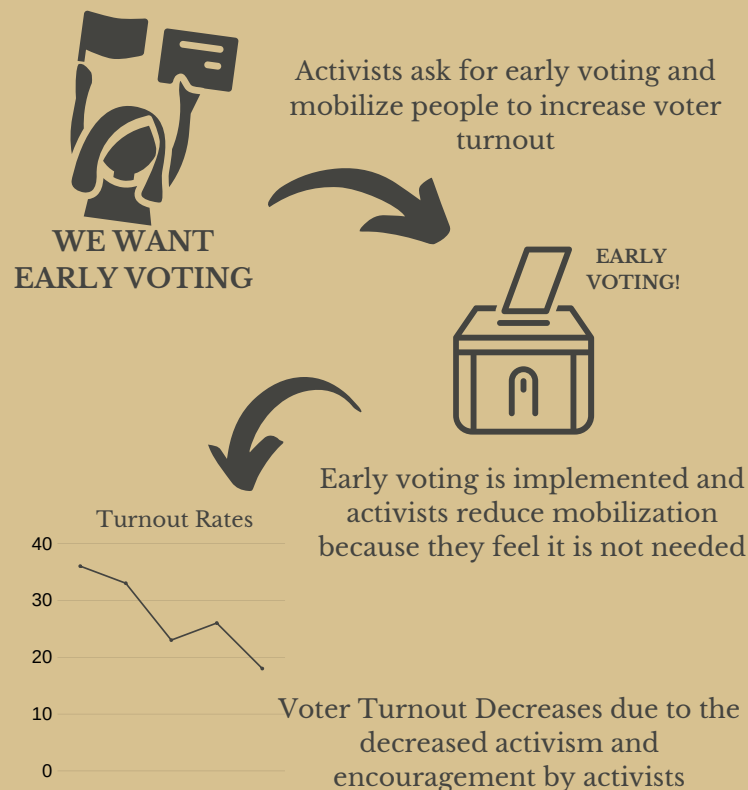 Activists ask for early voting and
mobilize people to increase voter
turnout
WE WANT
EARLY VOTING
EARLY
VOTING!
Early voting is implemented and
activists reduce mobilization
because they feel it is not needed
Turnout Rates
40
30
20
10
0
Voter Turnout Decreases due to the
decreased activism and
encouragement by activists